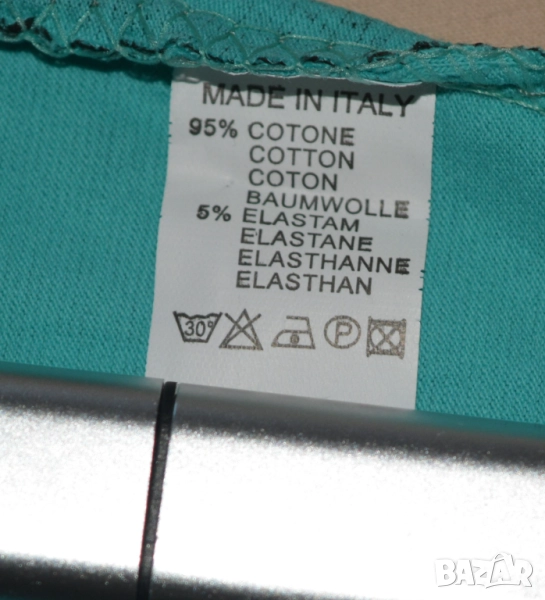 MADE IN ITALY
95% COTONE
COTTON
COTON
BAUMWOLLE
5% ELASTAM
ELASTANE
ELASTHANNE
ELASTHAN
30° P
BAZAR